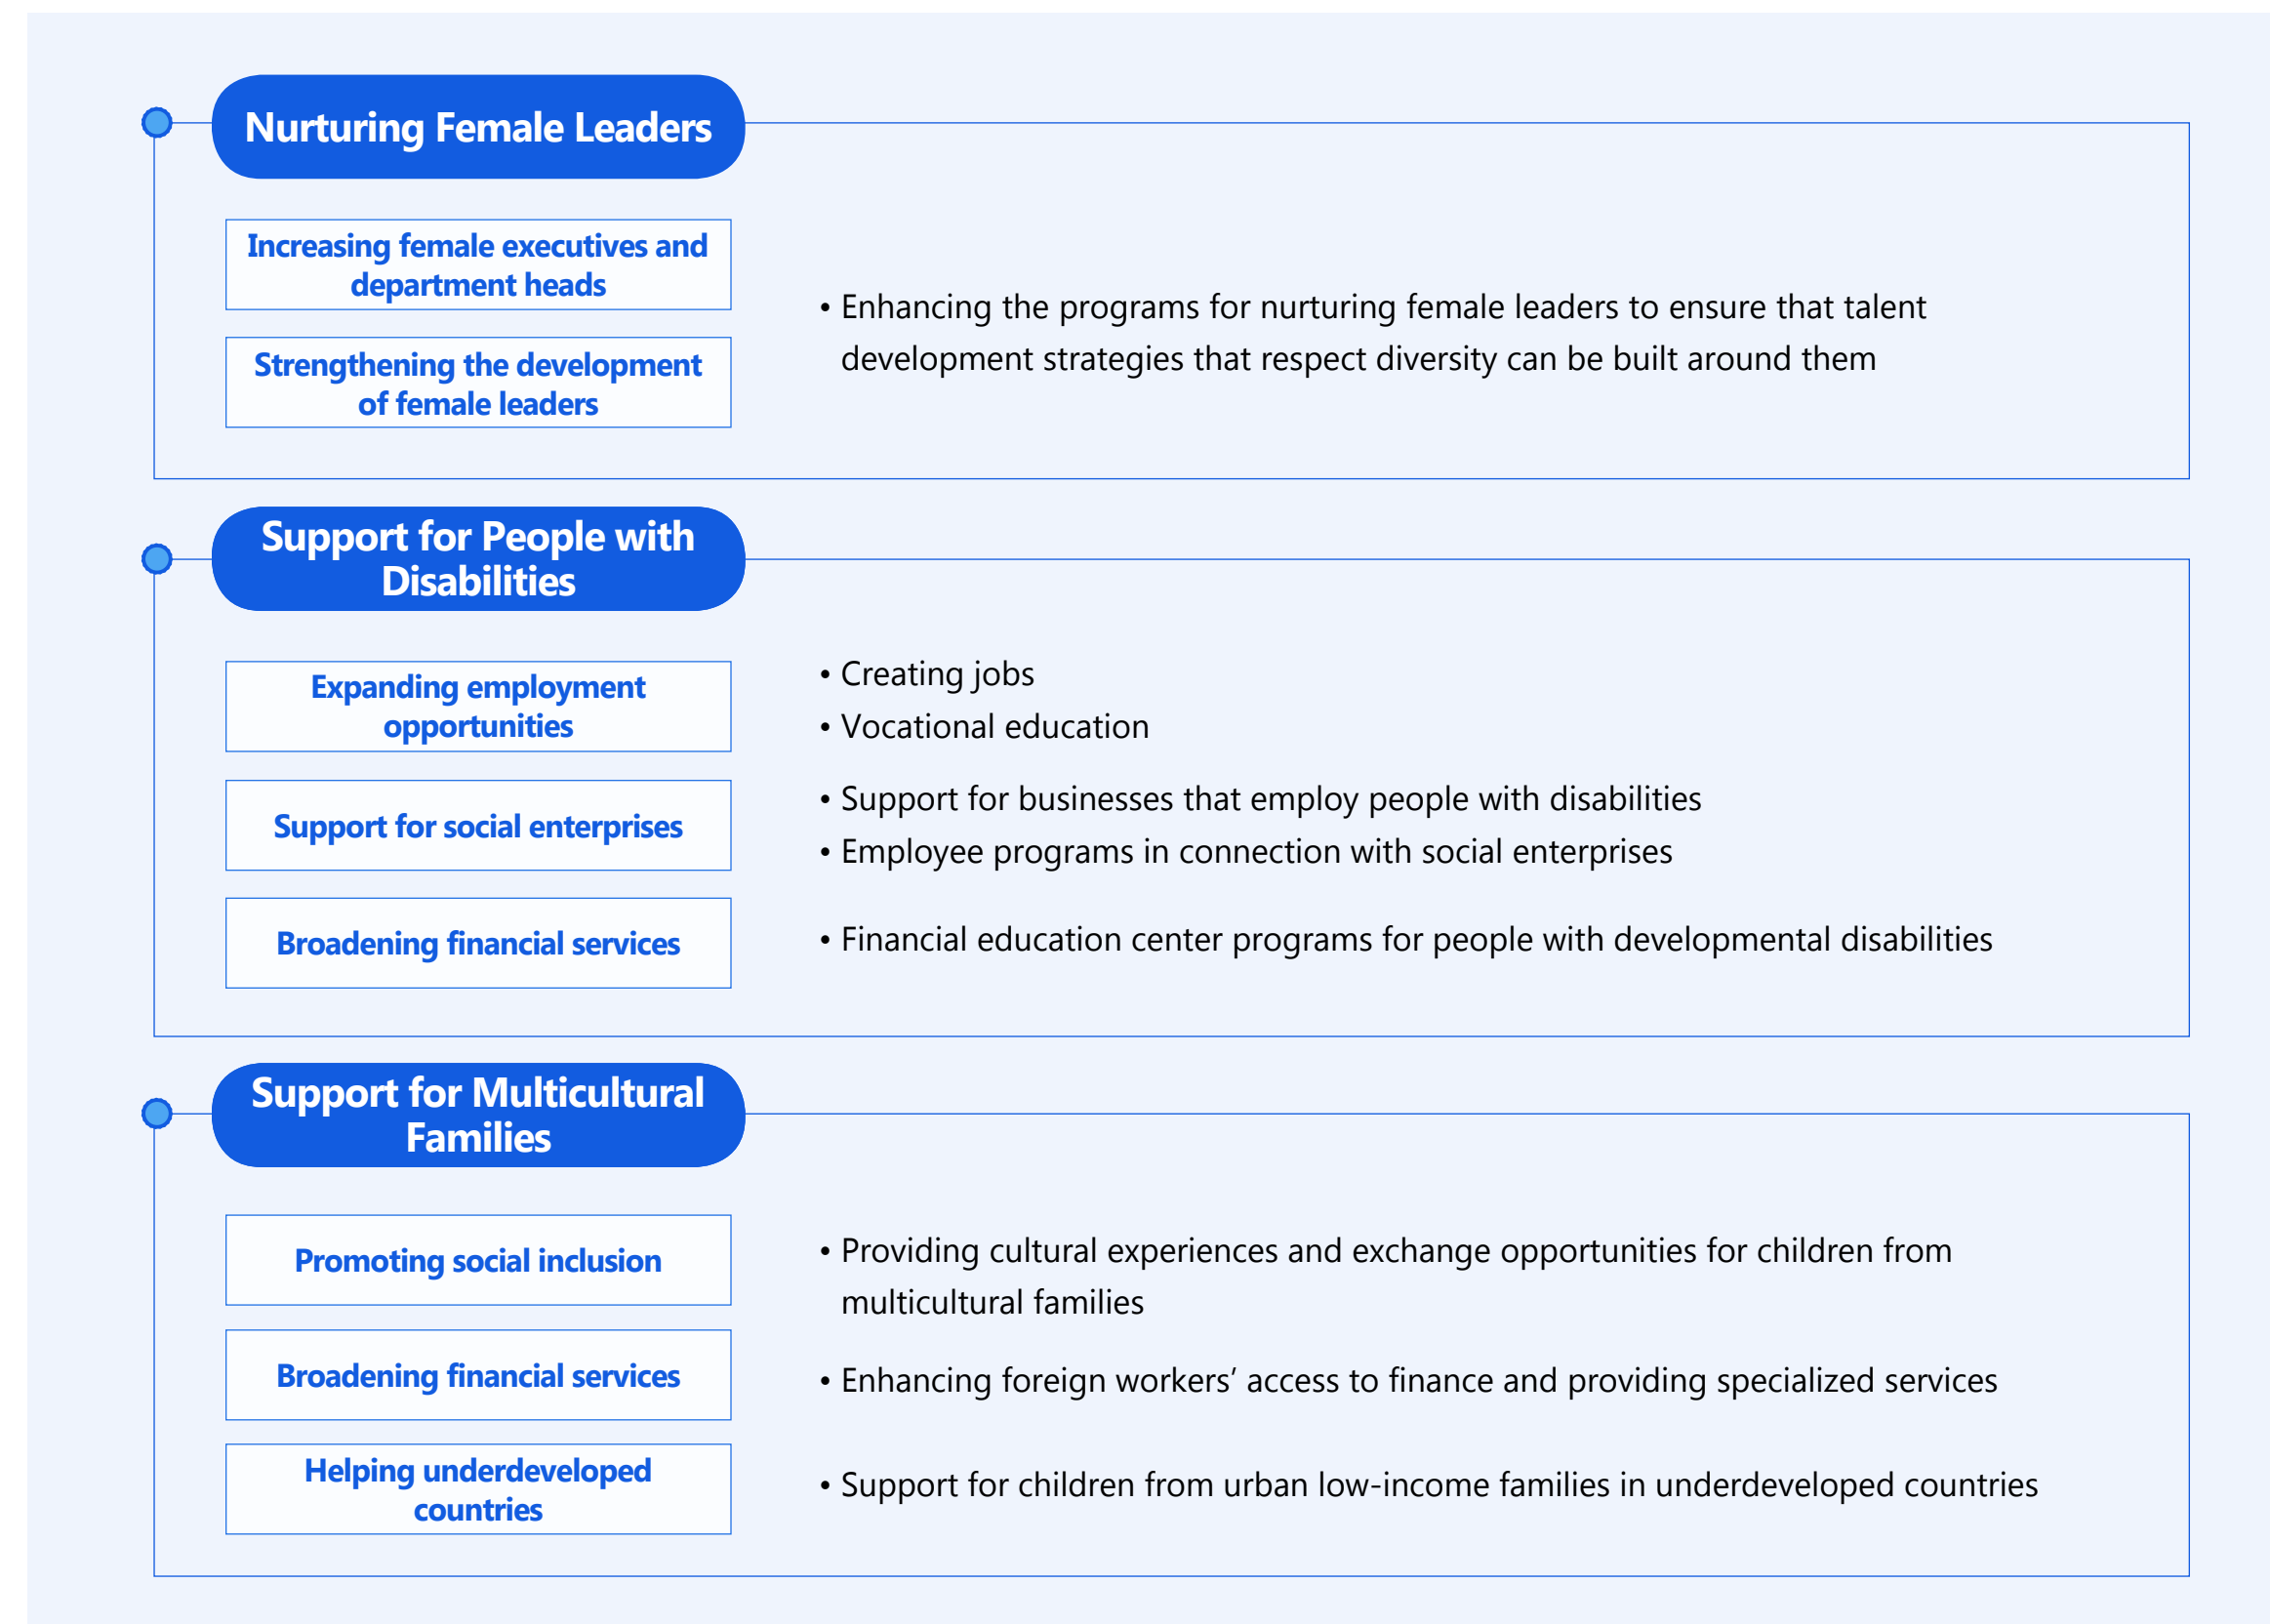 Nurturing Female Leaders
Increasing female executives and
department heads
Strengthening the development
of female leaders
• Enhancing the programs for nurturing female leaders to ensure that talent
development strategies that respect diversity can be built around them
Support for People with
Disabilities
Expanding employment
opportunities
• Creating jobs
• Vocational education
Support for social enterprises
• Support for businesses that employ people with disabilities
• Employee programs in connection with social enterprises
Broadening financial services
• Financial education center programs for people with developmental disabilities
Support for Multicultural
Families
Promoting social inclusion
• Providing cultural experiences and exchange opportunities for children from
multicultural families
Broadening financial services
• Enhancing foreign workers’ access to finance and providing specialized services
Helping underdeveloped
countries
• Support for children from urban low-income families in underdeveloped countries